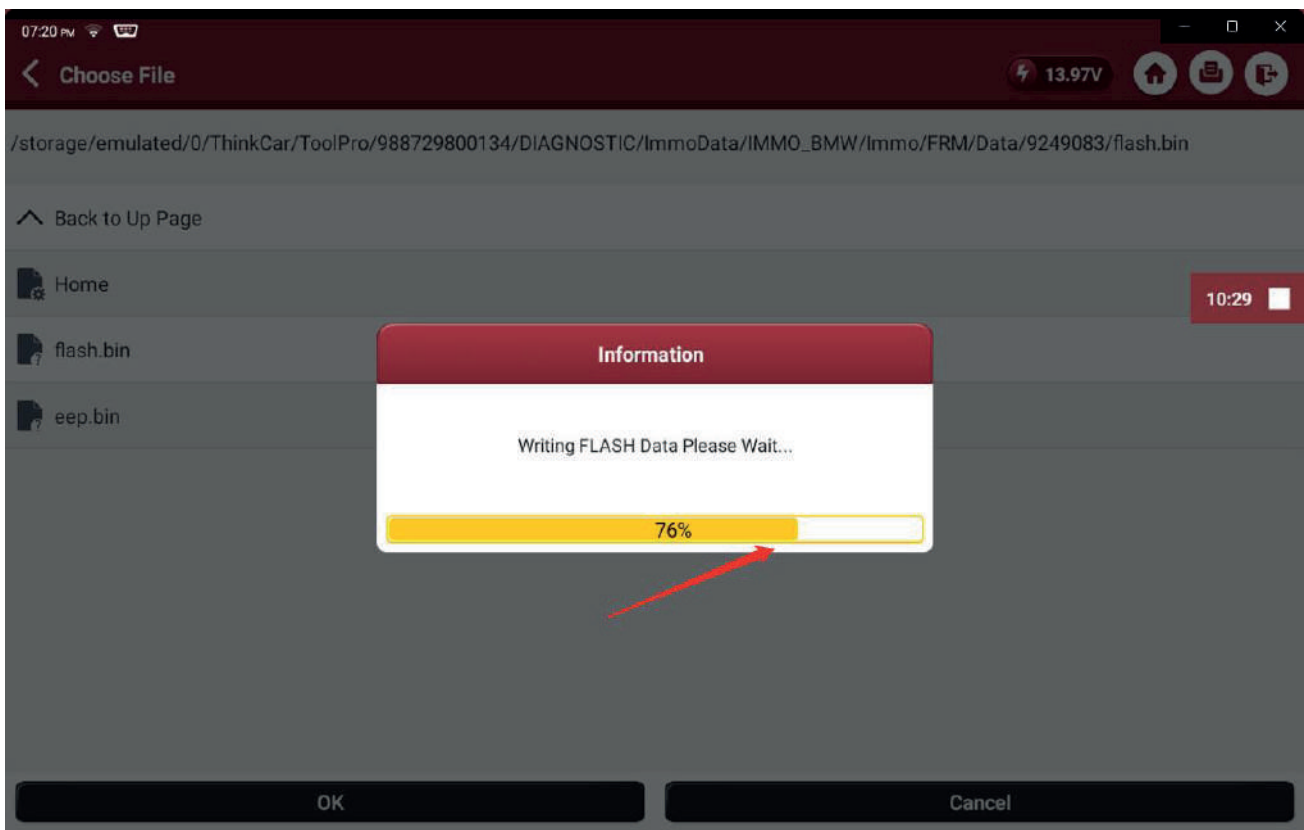 07:20 PM
Choose File
13.97V
/storage/emulated/0/ThinkCar/ToolPro/988729800134/DIAGNOSTIC/ImmoData/IMMO_BMW/Immo/FRM/Data/9249083/flash.bin
Back to Up Page
Home
10:29
flash.bin
Information
eep.bin
Writing FLASH Data Please Wait...
76%
OK
Cancel